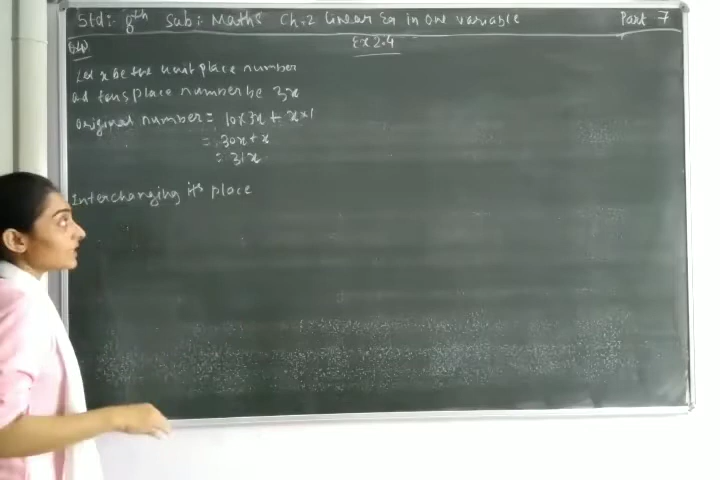 Std: 8th Sub: Maths Ch:2 Linear Eq in One variable Part 7
Ex 2.4
Let x be the unit place number
and tens place number be 3x
original number = 10×3x + x×1
= 30x + x
= 31x
Interchanging its place